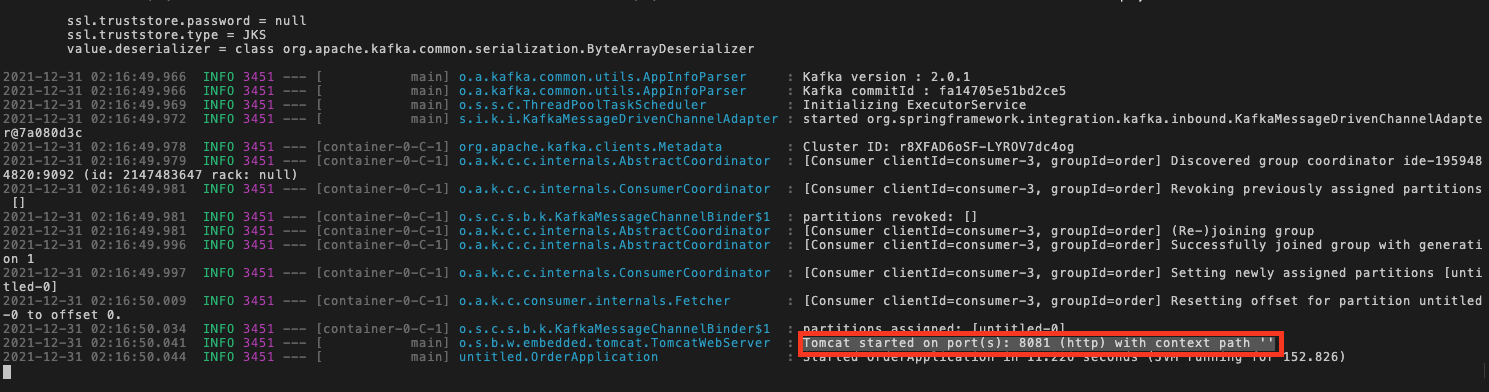 ssl.truststore.password = null
ssl.truststore.type = JKS
value.deserializer = class org.apache.kafka.common.serialization.ByteArrayDeserializer
2021-12-31 02:16:49.966 INFO 3451 --- [ main] o.a.kafka.common.utils.AppInfoParser : Kafka version : 2.0.1
2021-12-31 02:16:49.966 INFO 3451 --- [ main] o.a.kafka.common.utils.AppInfoParser : Kafka commitId : fa14705e51bd2ce5
2021-12-31 02:16:49.969 INFO 3451 --- [ main] o.s.s.c.ThreadPoolTaskScheduler : Initializing ExecutorService
2021-12-31 02:16:49.972 INFO 3451 --- [ main] s.i.k.i.KafkaMessageDrivenChannelAdapter : started org.springframework.integration.kafka.inbound.KafkaMessageDrivenChannelAdapte
r@7a080d3c
2021-12-31 02:16:49.978 INFO 3451 --- [container-0-C-1] org.apache.kafka.clients.Metadata : Cluster ID: r8XFAD6oSF-LYROV7dc4og
2021-12-31 02:16:49.979 INFO 3451 --- [container-0-C-1] o.a.k.c.c.internals.AbstractCoordinator : [Consumer clientId=consumer-3, groupId=order] Discovered group coordinator ide-195948
4820:9092 (id: 2147483647 rack: null)
2021-12-31 02:16:49.981 INFO 3451 --- [container-0-C-1] o.a.k.c.c.internals.ConsumerCoordinator : [Consumer clientId=consumer-3, groupId=order] Revoking previously assigned partitions
[]
2021-12-31 02:16:49.981 INFO 3451 --- [container-0-C-1] o.s.c.s.b.k.KafkaMessageChannelBinder$1 : partitions revoked: []
2021-12-31 02:16:49.981 INFO 3451 --- [container-0-C-1] o.a.k.c.c.internals.AbstractCoordinator : [Consumer clientId=consumer-3, groupId=order] (Re-)joining group
2021-12-31 02:16:49.996 INFO 3451 --- [container-0-C-1] o.a.k.c.c.internals.AbstractCoordinator : [Consumer clientId=consumer-3, groupId=order] Successfully joined group with generati
on 1
2021-12-31 02:16:49.997 INFO 3451 --- [container-0-C-1] o.a.k.c.c.internals.ConsumerCoordinator : [Consumer clientId=consumer-3, groupId=order] Setting newly assigned partitions [unti
tled-0]
2021-12-31 02:16:50.009 INFO 3451 --- [container-0-C-1] o.a.k.c.consumer.internals.Fetcher : [Consumer clientId=consumer-3, groupId=order] Resetting offset for partition untitled
-0 to offset 0.
2021-12-31 02:16:50.034 INFO 3451 --- [container-0-C-1] o.s.c.s.b.k.KafkaMessageChannelBinder$1 : partitions assigned: [untitled-0]
2021-12-31 02:16:50.041 INFO 3451 --- [ main] o.s.b.w.embedded.tomcat.TomcatWebServer : Tomcat started on port(s): 8081 (http) with context path ''
2021-12-31 02:16:50.044 INFO 3451 --- [ main] untitled.OrderApplication : Started OrderApplication in 11.220 seconds (JVM running for 152.826)